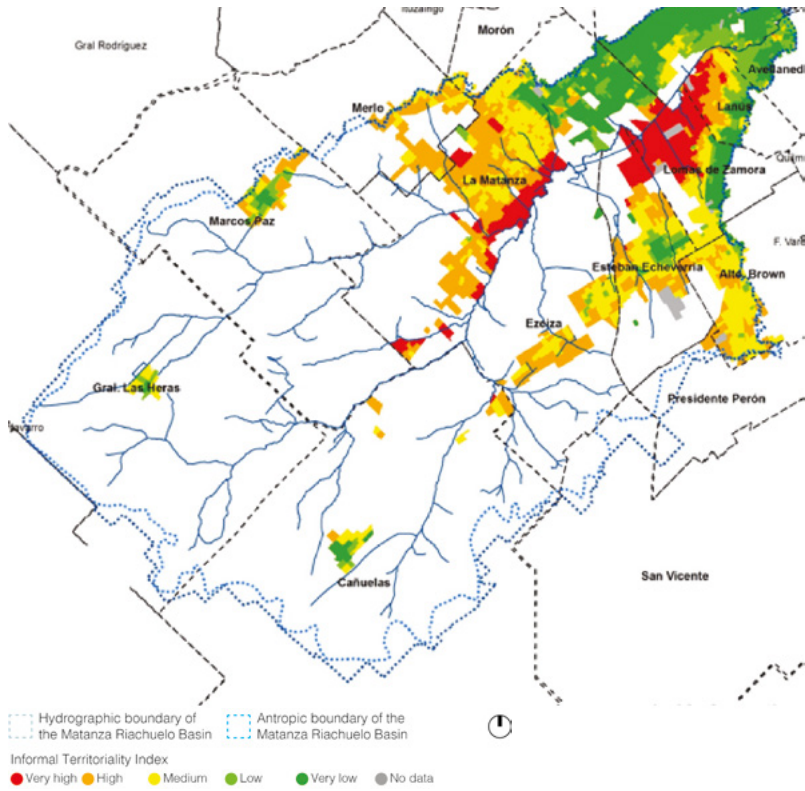 Ituzaingo
Morón
Gral Rodríguez
Avellaned
Merlo
Lanús
La Matanza
Lomas de Zamora
Marcos Paz
F. Vare
Esteban Echeverría
Alte. Brown
Ezeiza
Gral. Las Heras
Presidente Perón
San Vicente
Cañuelas
Hydrographic boundary of
the Matanza Riachuelo Basin
Antropic boundary of the
Matanza Riachuelo Basin
Informal Territoriality Index
Very high
High
Medium
Low
Very low
No data